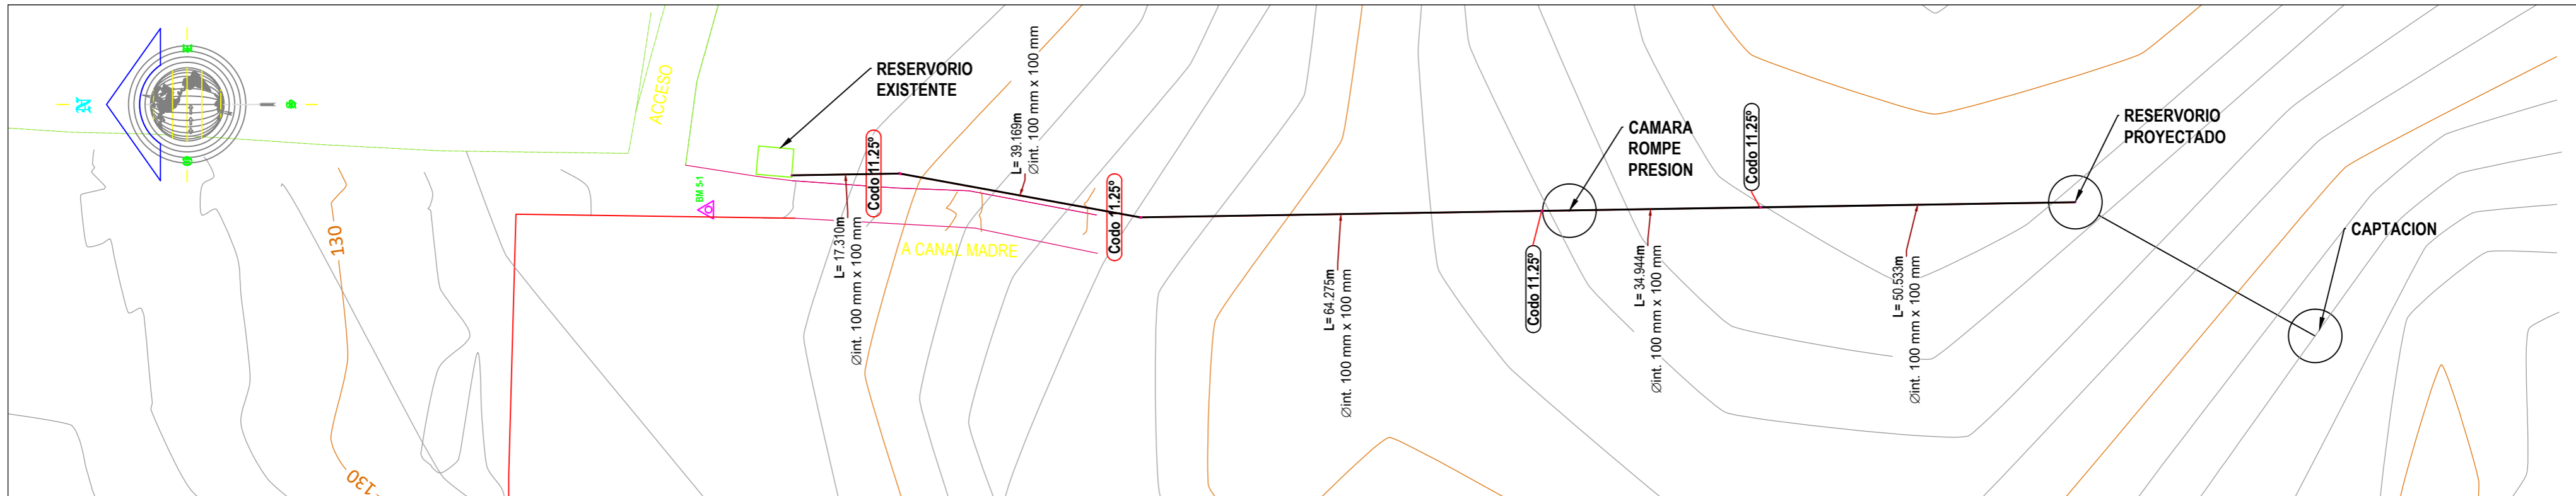 N
ACCESO
RESERVORIO
EXISTENTE
BM 5-1
L= 17.310m
Øint. 100 mm x 100 mm
Codo 11.25º
A CANAL MADRE
L= 39.169m
Øint. 100 mm x 100 mm
Codo 11.25º
L= 64.275m
Øint. 100 mm x 100 mm
Codo 11.25º
CAMARA
ROMPE
PRESION
L= 34.944m
Øint. 100 mm x 100 mm
Codo 11.25º
L= 50.533m
Øint. 100 mm x 100 mm
RESERVORIO
PROYECTADO
CAPTACION
130
130